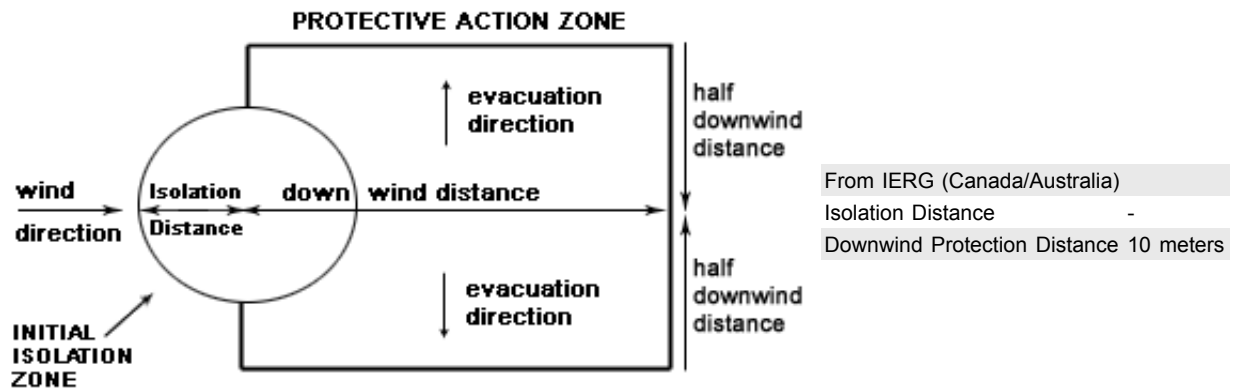 PROTECTIVE ACTION ZONE
evacuation
direction
half
downwind
distance
wind
direction
Isolation
Distance
down wind distance
evacuation
direction
half
downwind
distance
INITIAL
ISOLATION
ZONE
From IERG (Canada/Australia)
Isolation Distance -
Downwind Protection Distance 10 meters